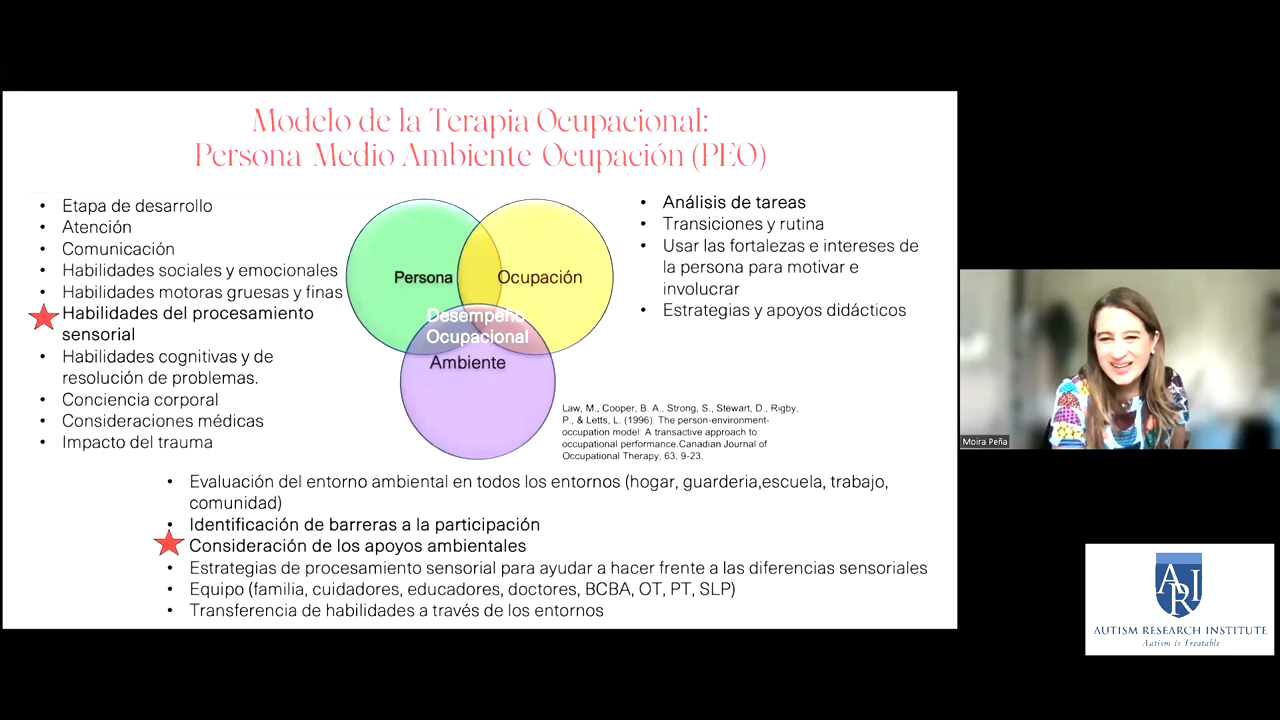 Modelo de la Terapia Ocupacional:
Persona Medio Ambiente Ocupación (PEO)
• Etapa de desarrollo
• Atención
• Comunicación
• Habilidades sociales y emocionales
• Habilidades motoras gruesas y finas
Habilidades del procesamiento
sensorial
• Habilidades cognitivas y de
resolución de problemas.
• Conciencia corporal
• Consideraciones médicas
• Impacto del trauma
Persona
Ocupación
Desempeño
Ocupacional
Ambiente
• Análisis de tareas
• Transiciones y rutina
• Usar las fortalezas e intereses de
la persona para motivar e
involucrar
• Estrategias y apoyos didácticos
Law, M., Cooper, B. A., Strong, S., Stewart, D., Rigby,
P., & Letts, L. (1996). The person-environment-
occupation model: A transactive approach to
occupational performance.Canadian Journal of
Occupational Therapy, 63, 9-23.
• Evaluación del entorno ambiental en todos los entornos (hogar, guarderia,escuela, trabajo,
comunidad)
• Identificación de barreras a la participación
Consideración de los apoyos ambientales
• Estrategias de procesamiento sensorial para ayudar a hacer frente a las diferencias sensoriales
• Equipo (familia, cuidadores, educadores, doctores, BCBA, OT, PT, SLP)
• Transferencia de habilidades a través de los entornos
Moira Peña
ARI
AUTISM RESEARCH INSTITUTE
Autism is Treatable